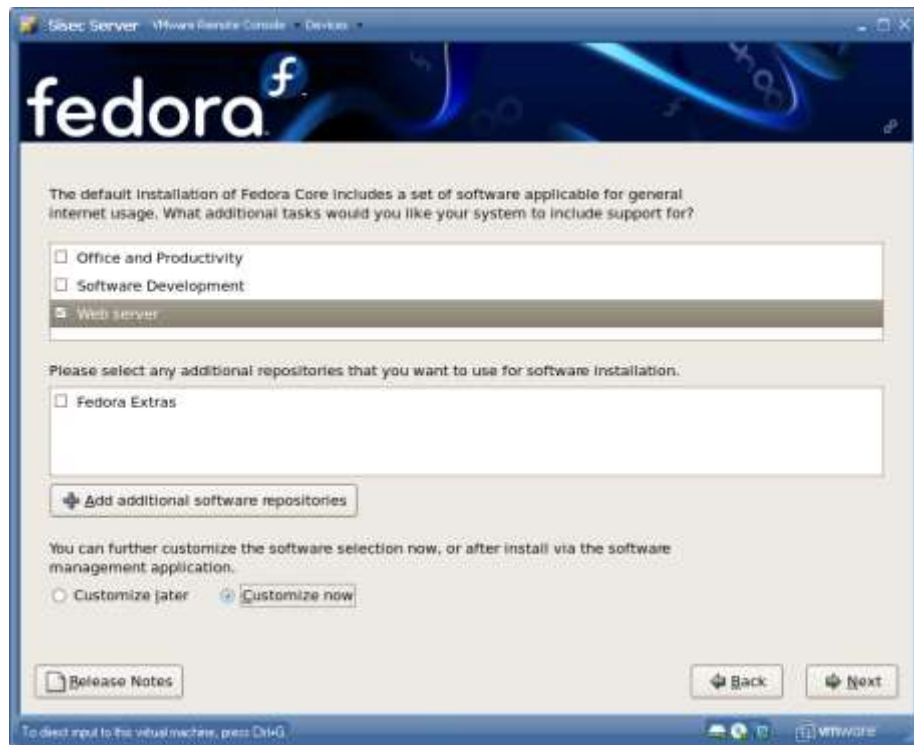 Sisec Server VMware Remote Console Devices
fedora
The default installation of Fedora Core includes a set of software applicable for general
internet usage. What additional tasks would you like your system to include support for?
Office and Productivity
Software Development
Web server
Please select any additional repositories that you want to use for software installation.
Fedora Extras
Add additional software repositories
You can further customize the software selection now, or after install via the software
management application.
Customize later Customize now
Release Notes Back Next
To direct input to this virtual machine, press Ctrl+G. vmware